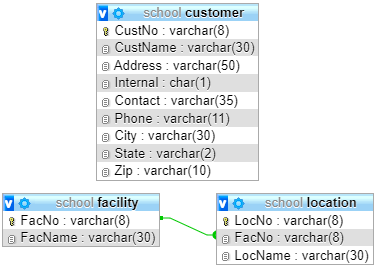 school customer
CustNo : varchar(8)
CustName : varchar(30)
Address : varchar(50)
Internal : char(1)
Contact : varchar(35)
Phone : varchar(11)
City : varchar(30)
State : varchar(2)
Zip : varchar(10)
school facility
FacNo : varchar(8)
FacName : varchar(30)
school location
LocNo : varchar(8)
FacNo : varchar(8)
LocName : varchar(30)